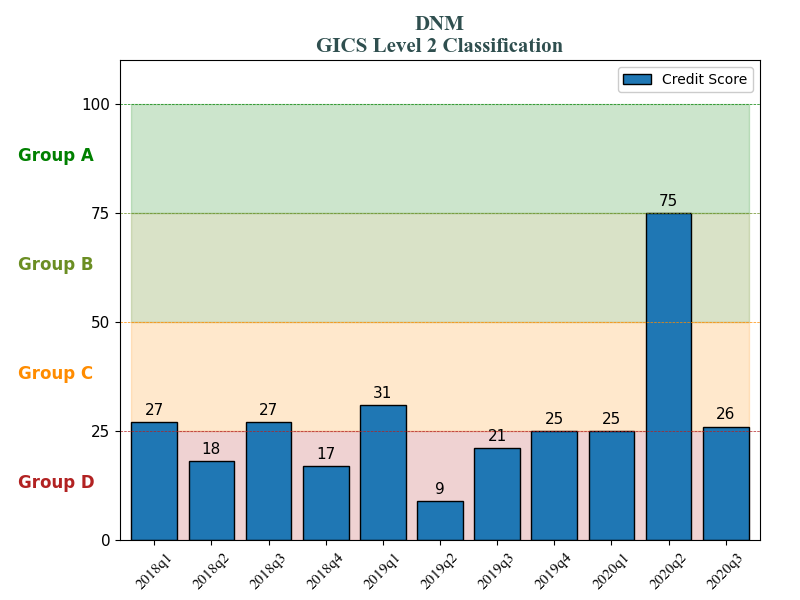 DNM
GICS Level 2 Classification
Credit Score
100
Group A
75
75
Group B
50
Group C
27
18
27
17
31
9
21
25
25
26
25
Group D
0
2018q1
2018q2
2018q3
2018q4
2019q1
2019q2
2019q3
2019q4
2020q1
2020q2
2020q3